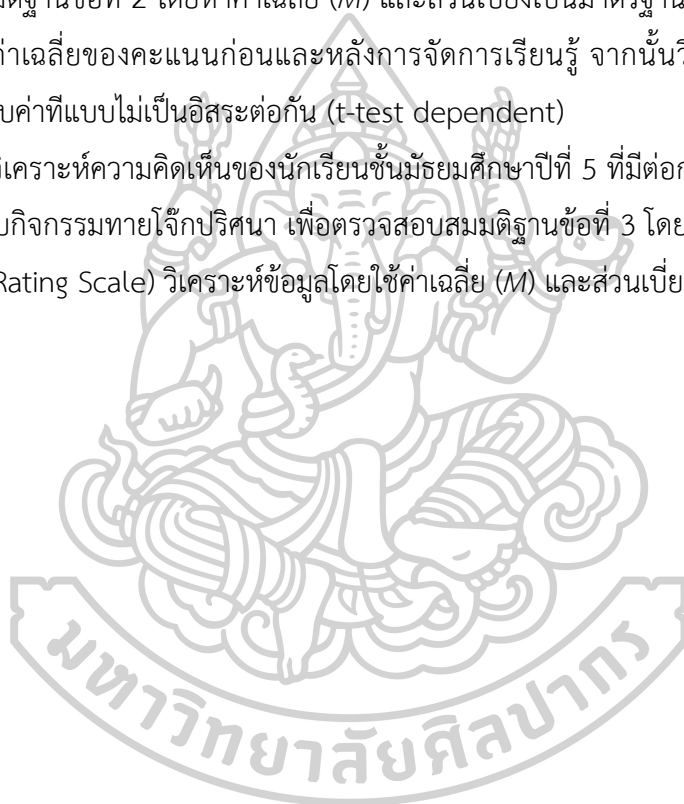 มดฐานข้อที่ 2 โดยหาค่าเฉลี่ย (M) และส่วนเบี่ยงเบนมาตรฐาน
ค่าเฉลี่ยของคะแนนก่อนและหลังการจัดการเรียนรู้ จากนั้นวิ
บค่าทีแบบไม่เป็นอิสระต่อกัน (t-test dependent)
วิเคราะห์ความคิดเห็นของนักเรียนชั้นมัธยมศึกษาปีที่ 5 ที่มีต่อก
บกิจกรรมทายโจ๊กปริศนา เพื่อตรวจสอบสมมติฐานข้อที่ 3 โดย
Rating Scale) วิเคราะห์ข้อมูลโดยใช้ค่าเฉลี่ย (M) และส่วนเบี่ย
มหาวิทยาลัยศิลปากร